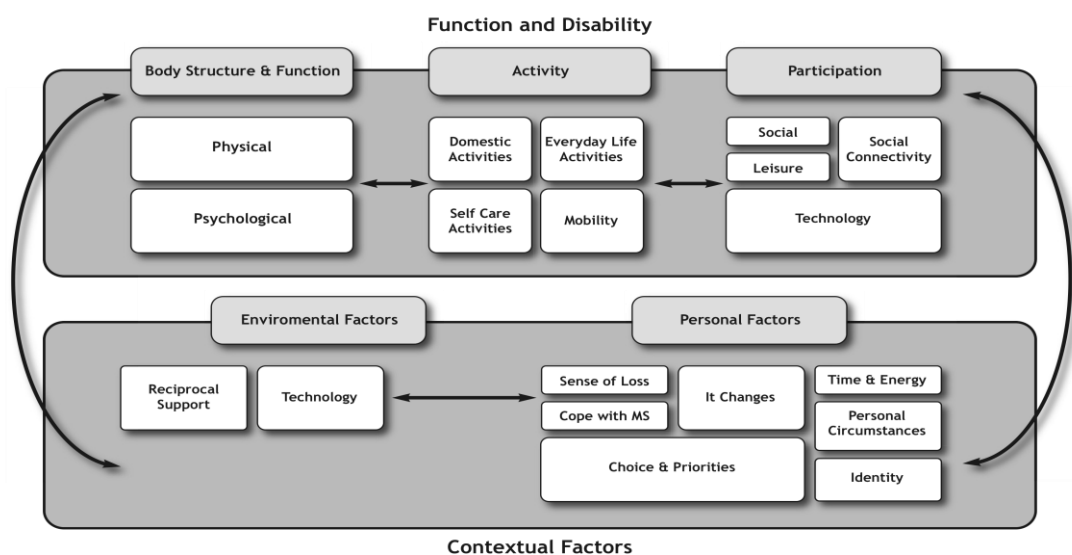 Function and Disability
Body Structure & Function
Activity
Participation
Physical
Psychological
Domestic
Activities
Everyday Life
Activities
Self Care
Activities
Mobility
Social
Leisure
Social
Connectivity
Technology
Enviromental Factors
Personal Factors
Reciprocal
Support
Technology
Sense of Loss
Cope with MS
It Changes
Choice & Priorities
Time & Energy
Personal
Circumstances
Identity
Contextual Factors